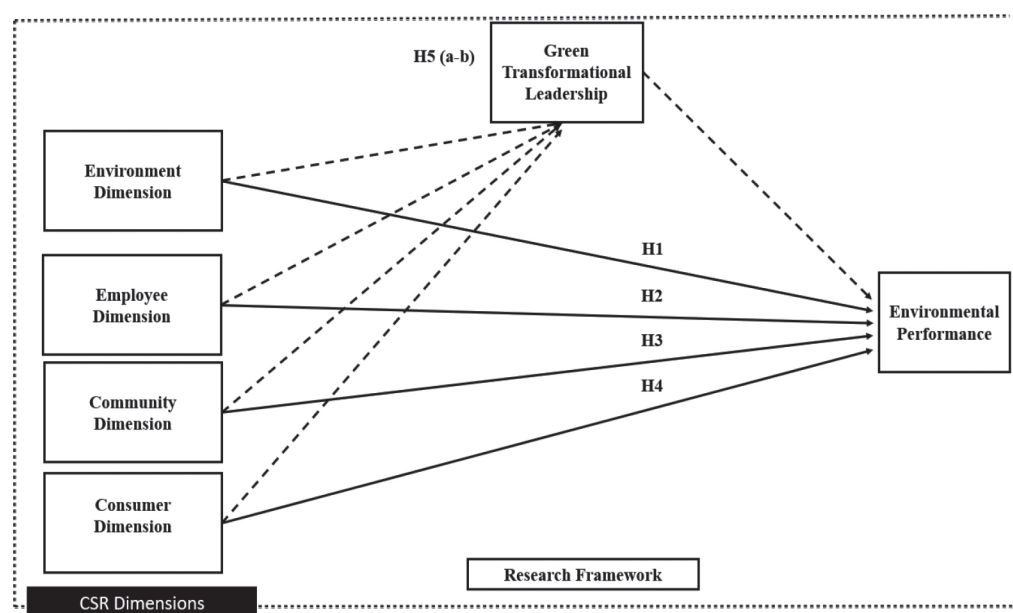 H5 (a-b)
Green
Transformational
Leadership
Environment
Dimension
H1
Employee
Dimension
H2
Environmental
Performance
H3
Community
Dimension
H4
Consumer
Dimension
Research Framework
CSR Dimensions